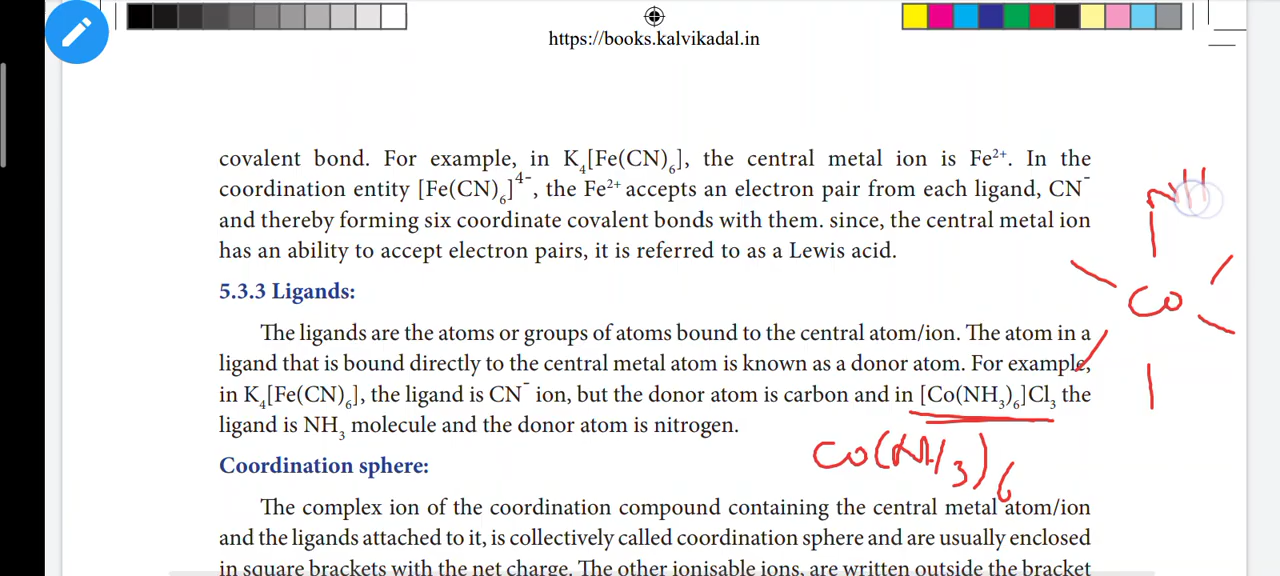 https://books.kalvikadal.in
covalent bond. For example, in K₄[Fe(CN)₆], the central metal ion is Fe²⁺. In the
coordination entity [Fe(CN)₆]⁴⁻, the Fe²⁺ accepts an electron pair from each ligand, CN⁻
and thereby forming six coordinate covalent bonds with them. since, the central metal ion
has an ability to accept electron pairs, it is referred to as a Lewis acid.
NH
Co
5.3.3 Ligands:
The ligands are the atoms or groups of atoms bound to the central atom/ion. The atom in a
ligand that is bound directly to the central metal atom is known as a donor atom. For example,
in K₄[Fe(CN)₆], the ligand is CN⁻ ion, but the donor atom is carbon and in [Co(NH₃)₆]Cl₃ the
ligand is NH₃ molecule and the donor atom is nitrogen.
Co(NH₃)₆
Coordination sphere:
The complex ion of the coordination compound containing the central metal atom/ion
and the ligands attached to it, is collectively called coordination sphere and are usually enclosed
in square brackets with the net charge. The other ionisable ions, are written outside the bracket